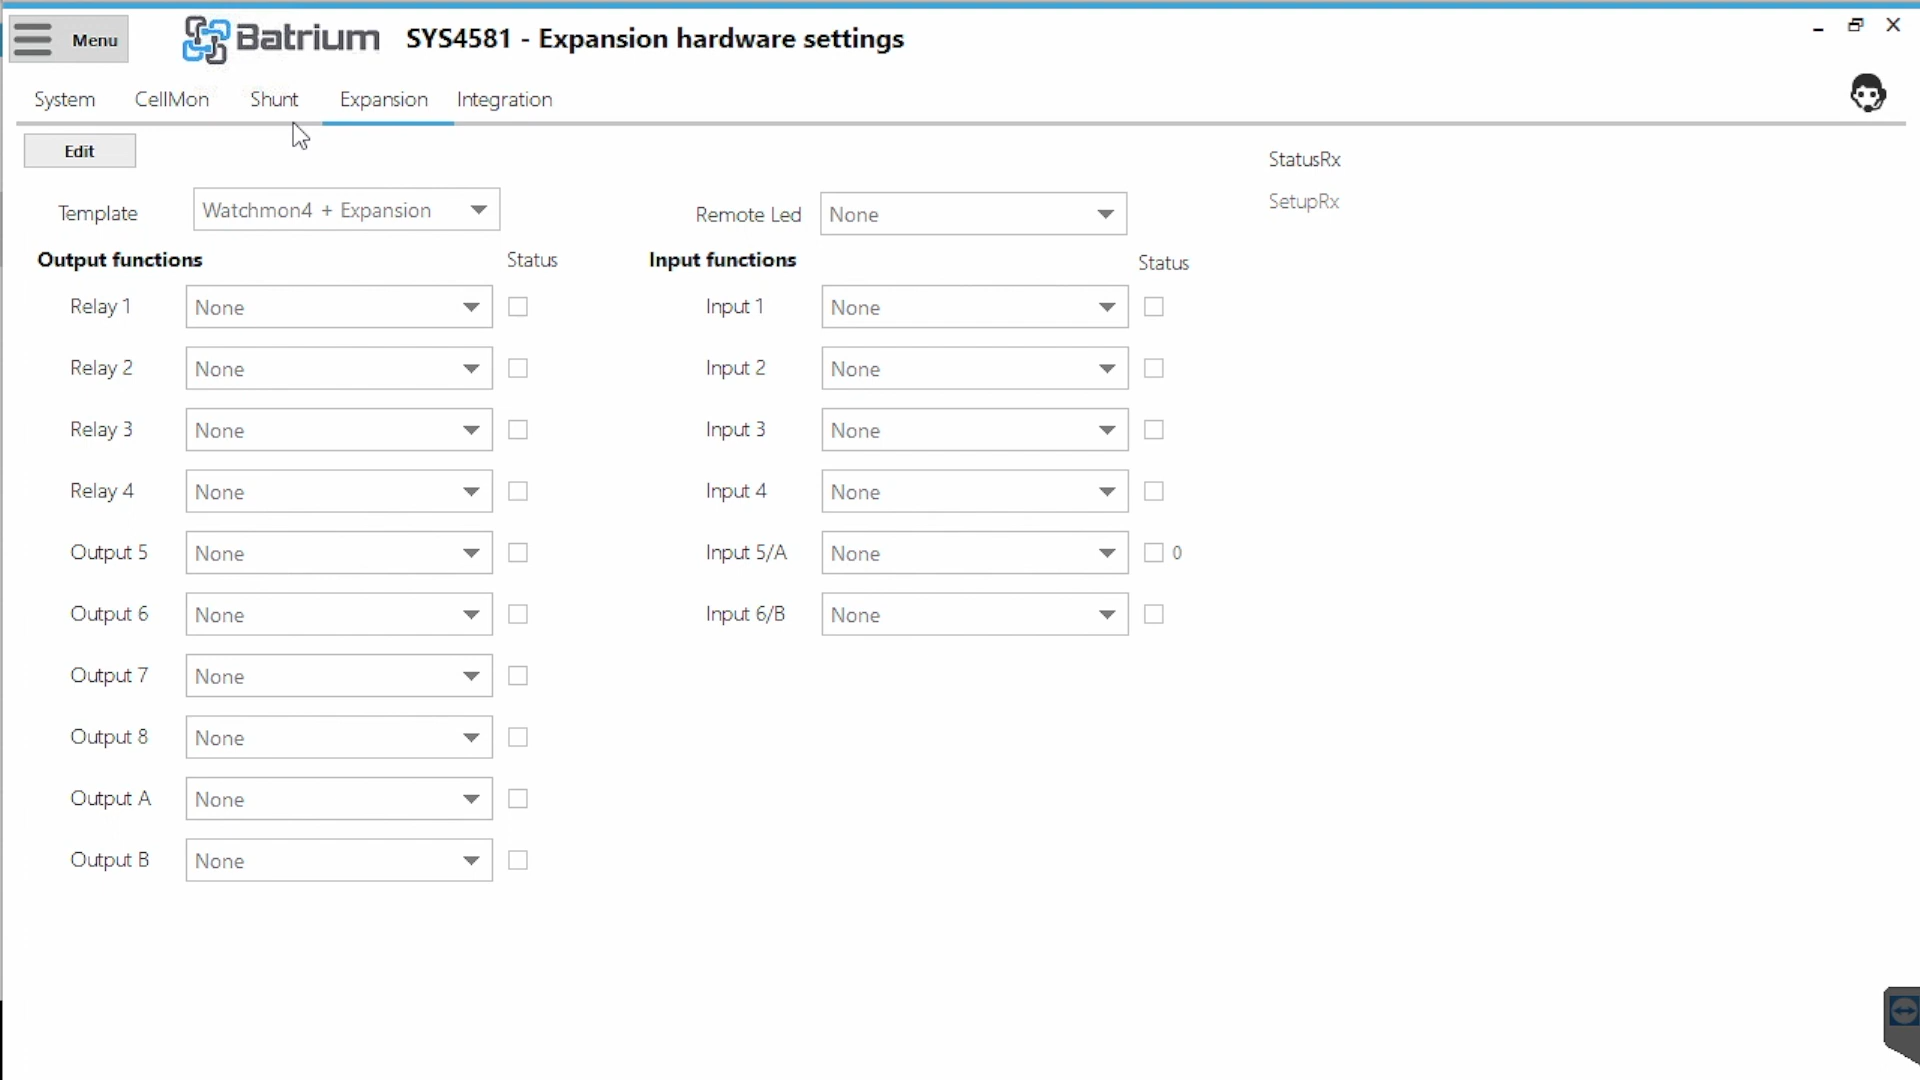 Menu
Batrium
SYS4581 - Expansion hardware settings
System CellMon Shunt Expansion Integration
Edit
StatusRx
SetupRx
Template Watchmon4 + Expansion
Remote Led None
Output functions Status
Input functions Status
Relay 1 None
Input 1 None
Relay 2 None
Input 2 None
Relay 3 None
Input 3 None
Relay 4 None
Input 4 None
Output 5 None
Input 5/A None 0
Output 6 None
Input 6/B None
Output 7 None
Output 8 None
Output A None
Output B None